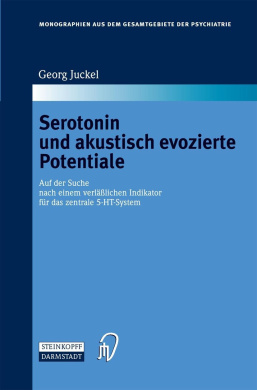 MONOGRAPHIEN AUS DEM GESAMTGEBIETE DER PSYCHIATRIE
Georg Juckel
Serotonin
und akustisch evozierte
Potentiale
Auf der Suche
nach einem verläßlichen Indikator
für das zentrale 5-HT-System
STEINKOPFF
DARMSTADT